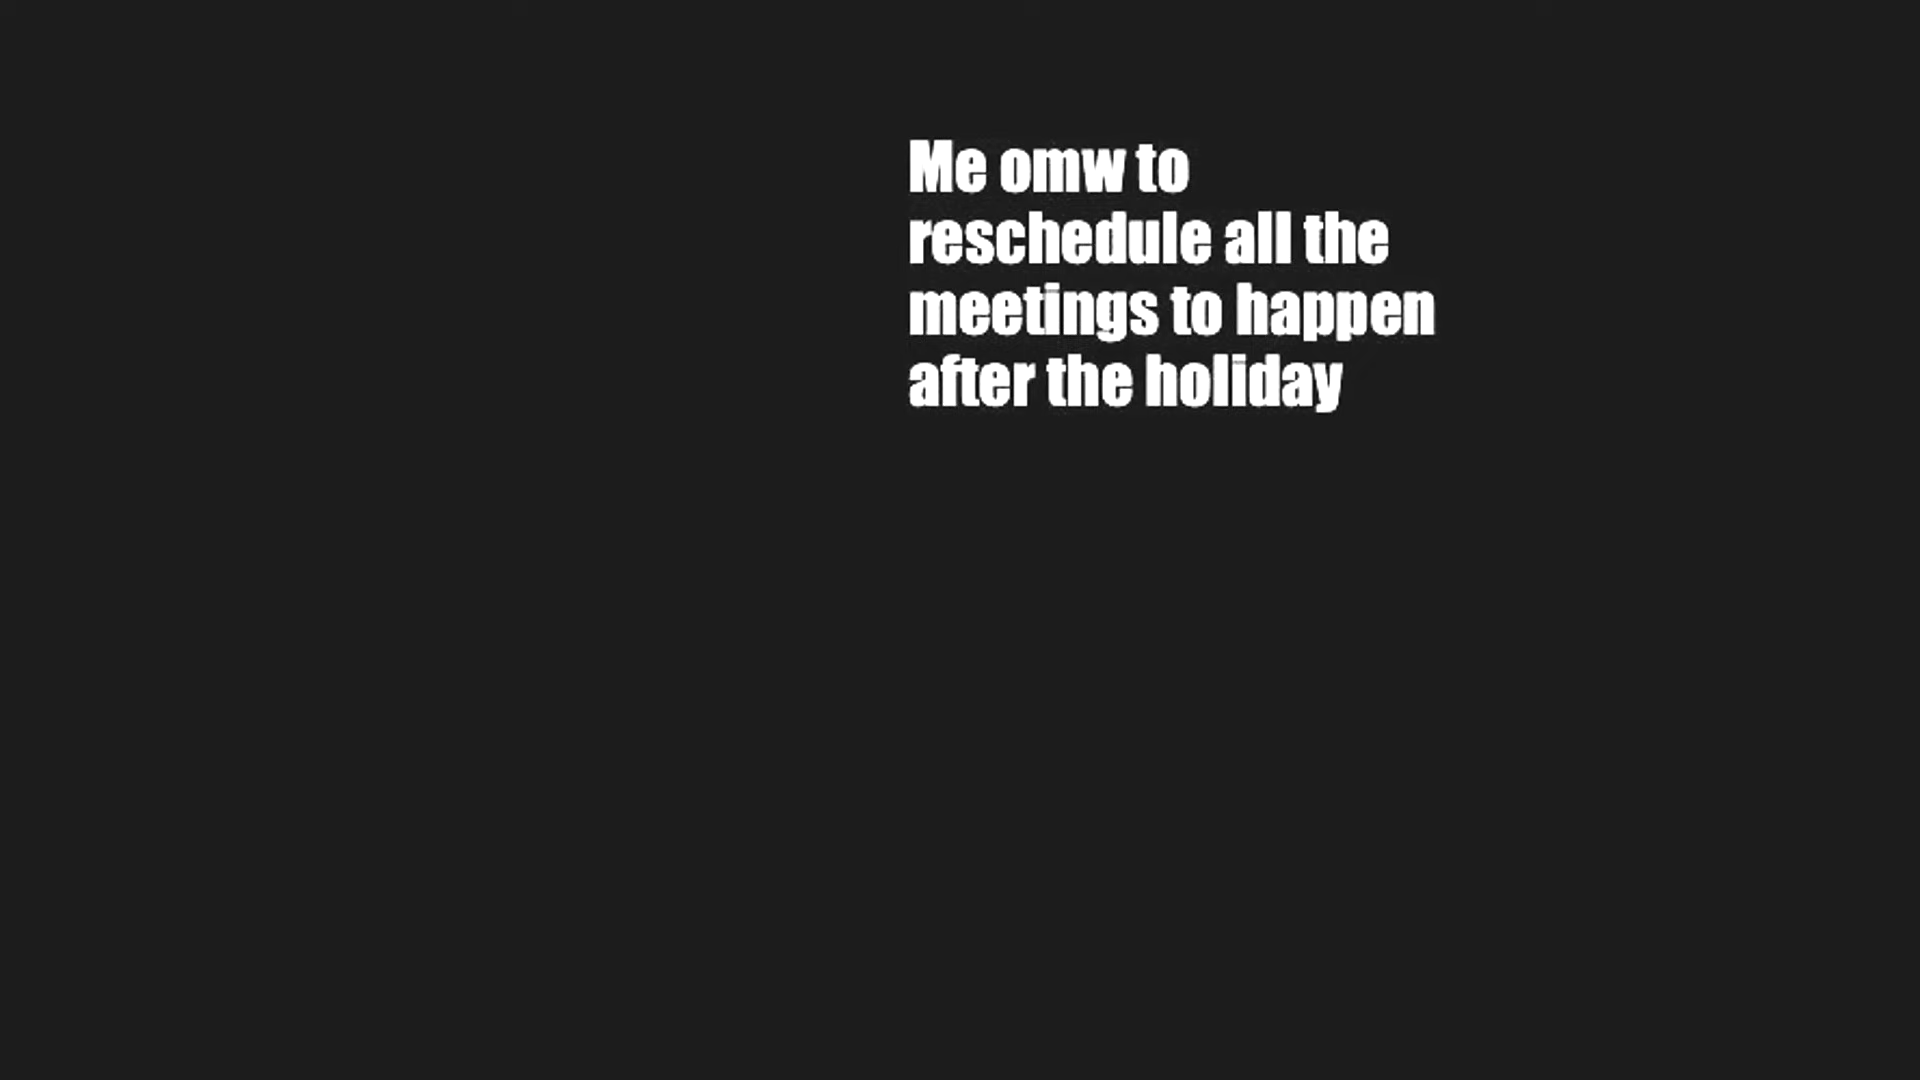 Me omw to
reschedule all the
meetings to happen
after the holiday